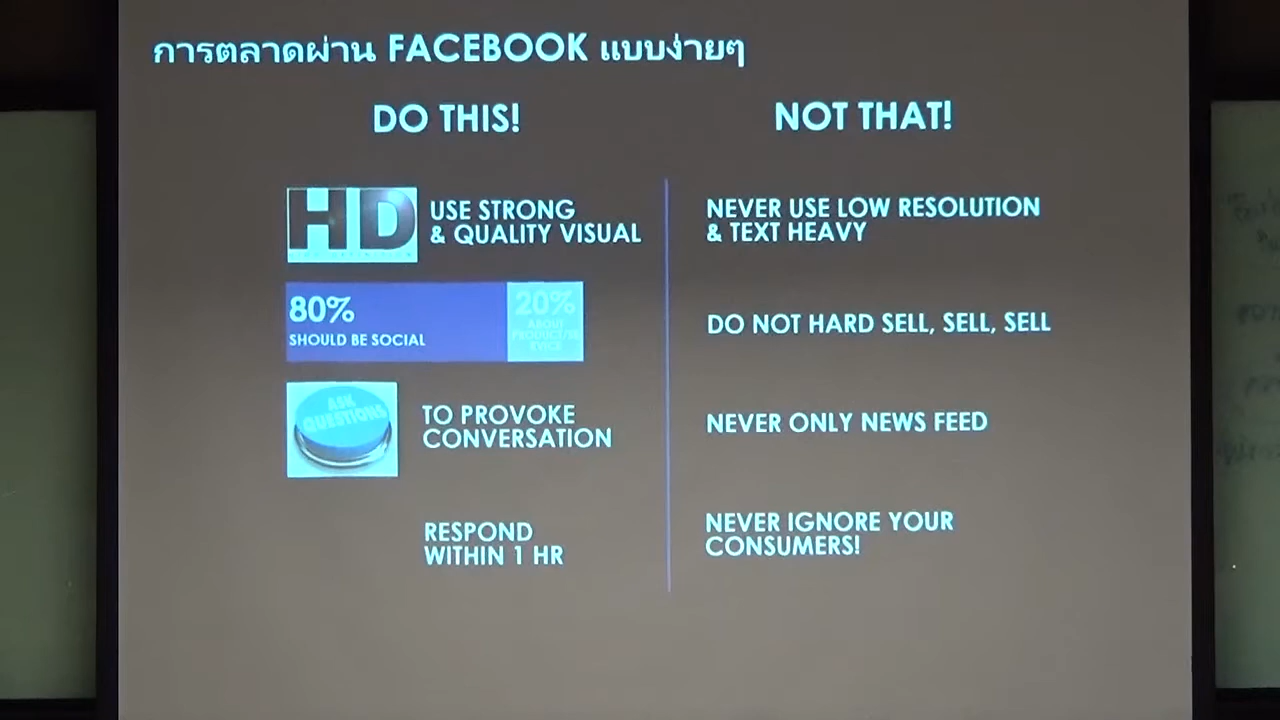 การตลาดผ่าน FACEBOOK แบบง่ายๆ
DO THIS!
NOT THAT!
HD
USE STRONG
& QUALITY VISUAL
NEVER USE LOW RESOLUTION
& TEXT HEAVY
80%
SHOULD BE SOCIAL
20%
ABOUT
DO NOT HARD SELL, SELL, SELL
ASK
QUESTIONS
TO PROVOKE
CONVERSATION
NEVER ONLY NEWS FEED
RESPOND
WITHIN 1 HR
NEVER IGNORE YOUR
CONSUMERS!